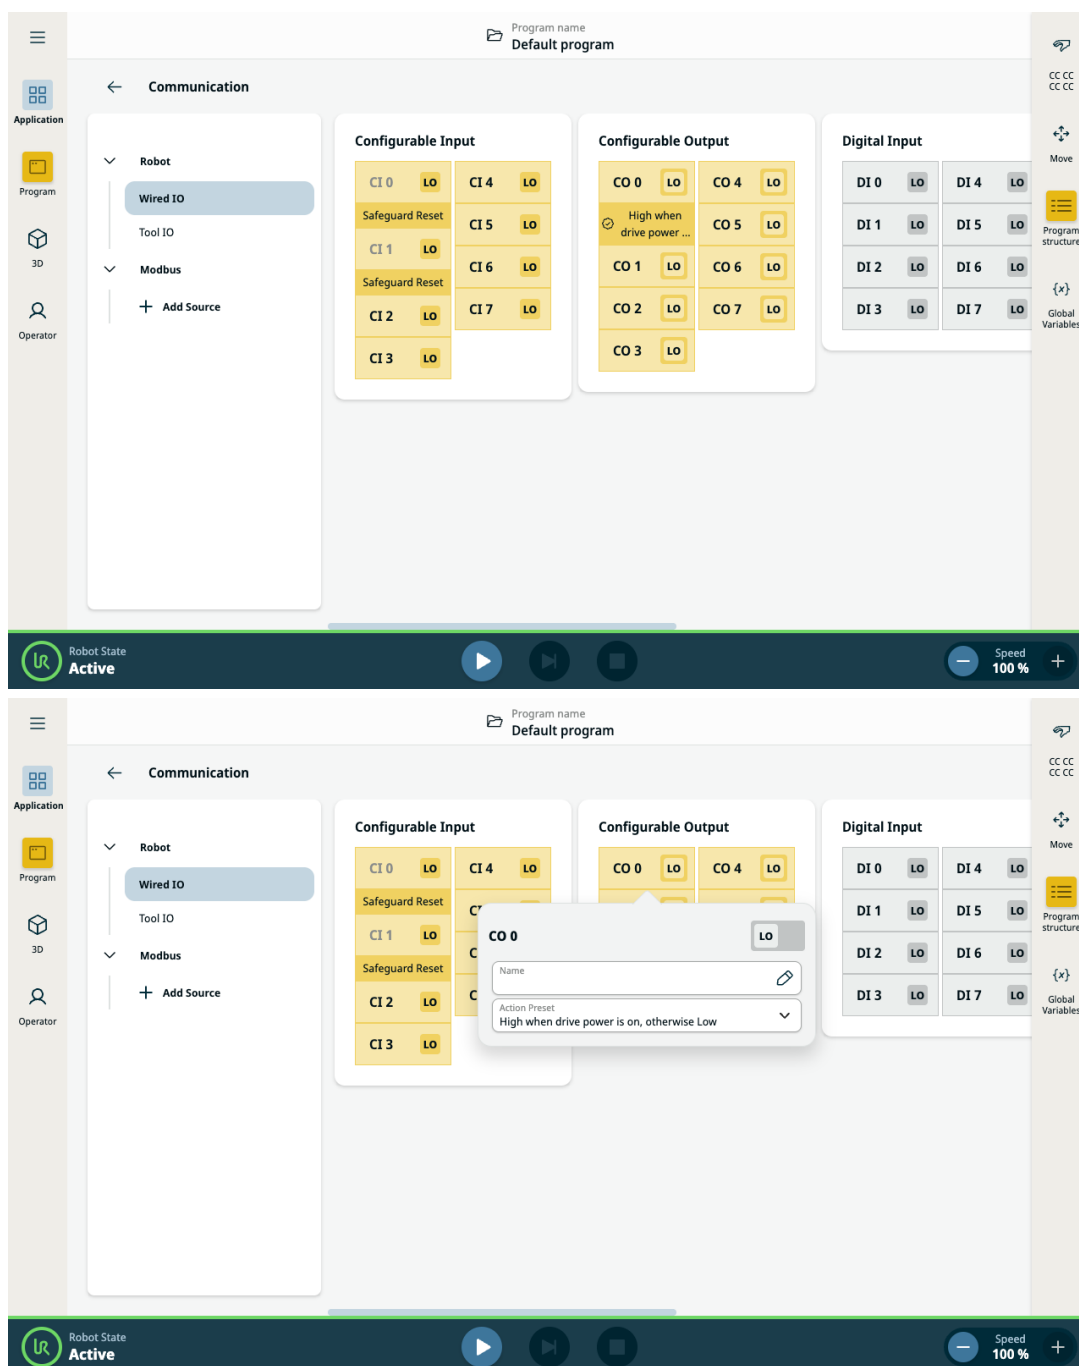 Program name
Default program
Application
Program
3D
Operator
Communication
Robot
Wired IO
Tool IO
Modbus
Add Source
Configurable Input
CI 0 LO CI 4 LO
Safeguard Reset
CI 5 LO
CI 1 LO
CI 6 LO
Safeguard Reset
CI 2 LO
CI 7 LO
CI 3 LO
Configurable Output
CO 0 LO CO 4 LO
High when
drive power ...
CO 5 LO
CO 1 LO CO 6 LO
CO 2 LO CO 7 LO
CO 3 LO
Digital Input
DI 0 LO DI 4 LO
DI 1 LO DI 5 LO
DI 2 LO DI 6 LO
DI 3 LO DI 7 LO
CC CC
CC CC
Move
Program
structure
{x}
Global
Variables
Robot State
Active
Speed
100 %
Program name
Default program
Application
Program
3D
Operator
Communication
Robot
Wired IO
Tool IO
Modbus
Add Source
Configurable Input
CI 0 LO CI 4 LO
Safeguard Reset
CI 1 LO
Safeguard Reset
CI 2 LO
CI 3 LO
Configurable Output
CO 0 LO CO 4 LO
CO 0 LO
Name
Action Preset
High when drive power is on, otherwise Low
Digital Input
DI 0 LO DI 4 LO
DI 1 LO DI 5 LO
DI 2 LO DI 6 LO
DI 3 LO DI 7 LO
CC CC
CC CC
Move
Program
structure
{x}
Global
Variables
Robot State
Active
Speed
100 %